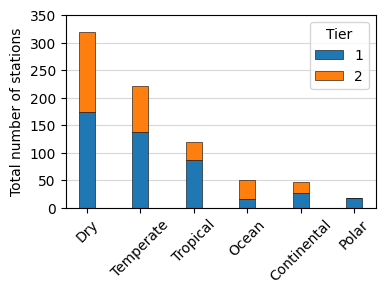 Total number of stations
350
300
250
200
150
100
50
0
Tier
1
2
Dry
Temperate
Tropical
Ocean
Continental
Polar